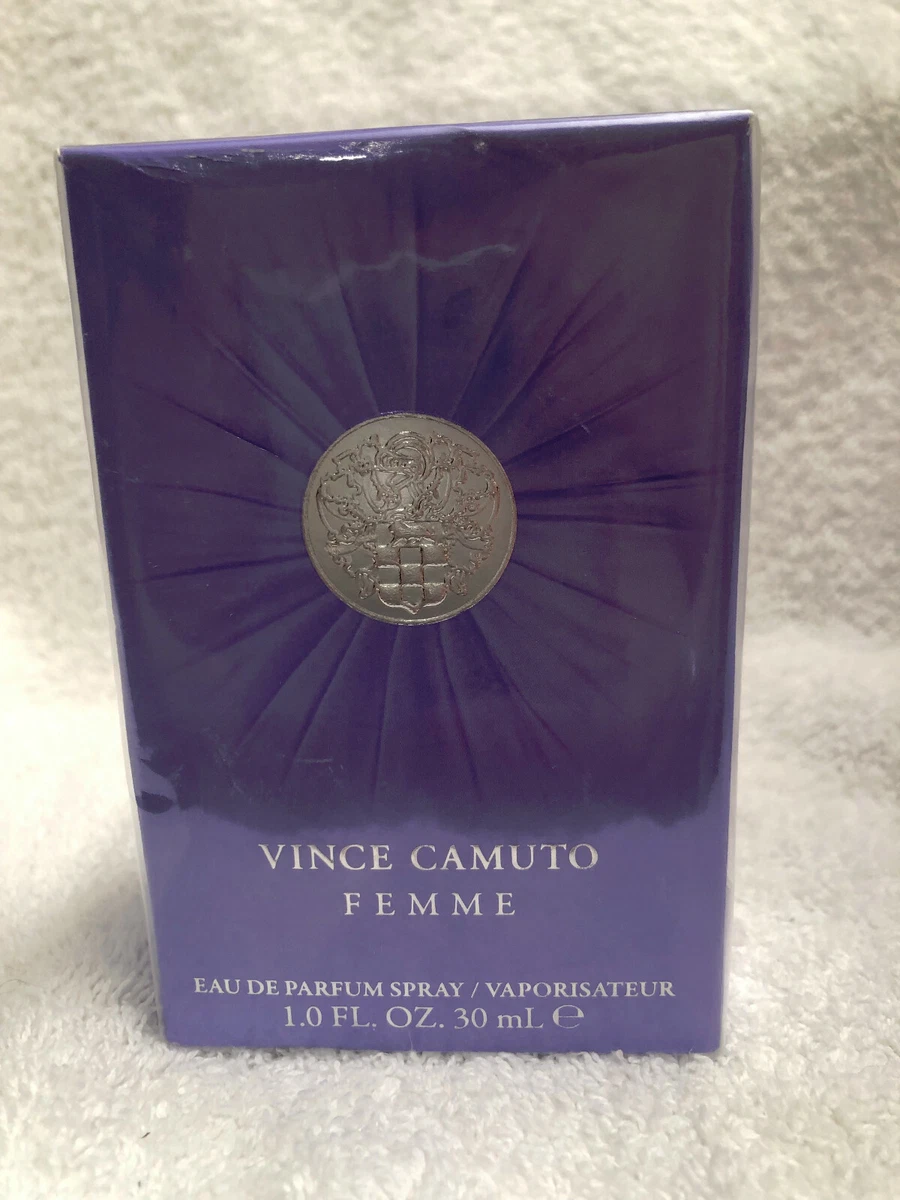 VINCE CAMUTO
FEMME
EAU DE PARFUM SPRAY / VAPORISATEUR
1.0 FL. OZ. 30 mL ℮